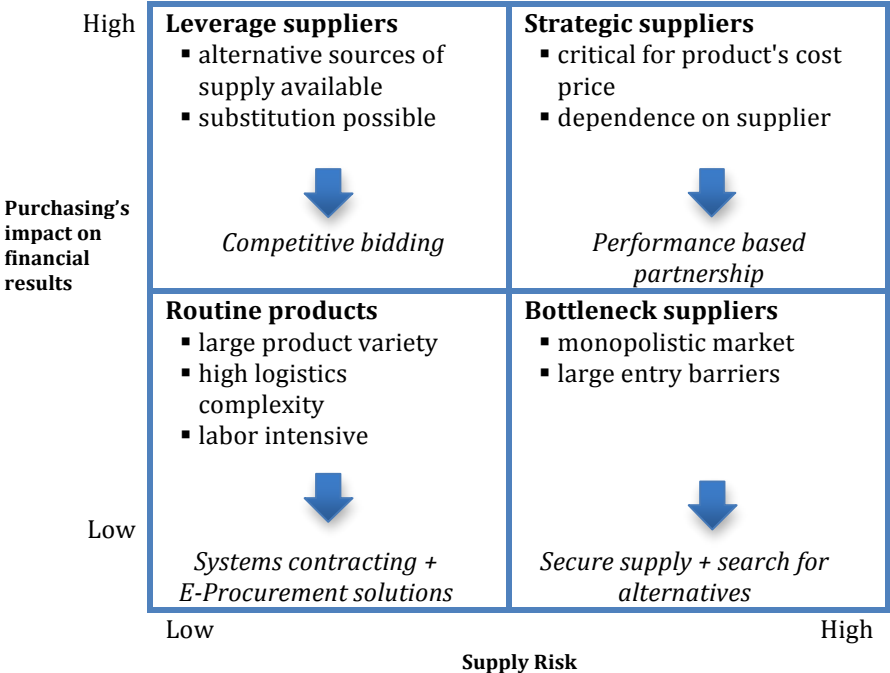 High
Leverage suppliers
▪ alternative sources of
supply available
▪ substitution possible
Competitive bidding
Strategic suppliers
▪ critical for product's cost
price
▪ dependence on supplier
Performance based
partnership
Purchasing’s
impact on
financial
results
Routine products
▪ large product variety
▪ high logistics
complexity
▪ labor intensive
Systems contracting +
E-Procurement solutions
Bottleneck suppliers
▪ monopolistic market
▪ large entry barriers
Secure supply + search for
alternatives
Low
Low
High
Supply Risk